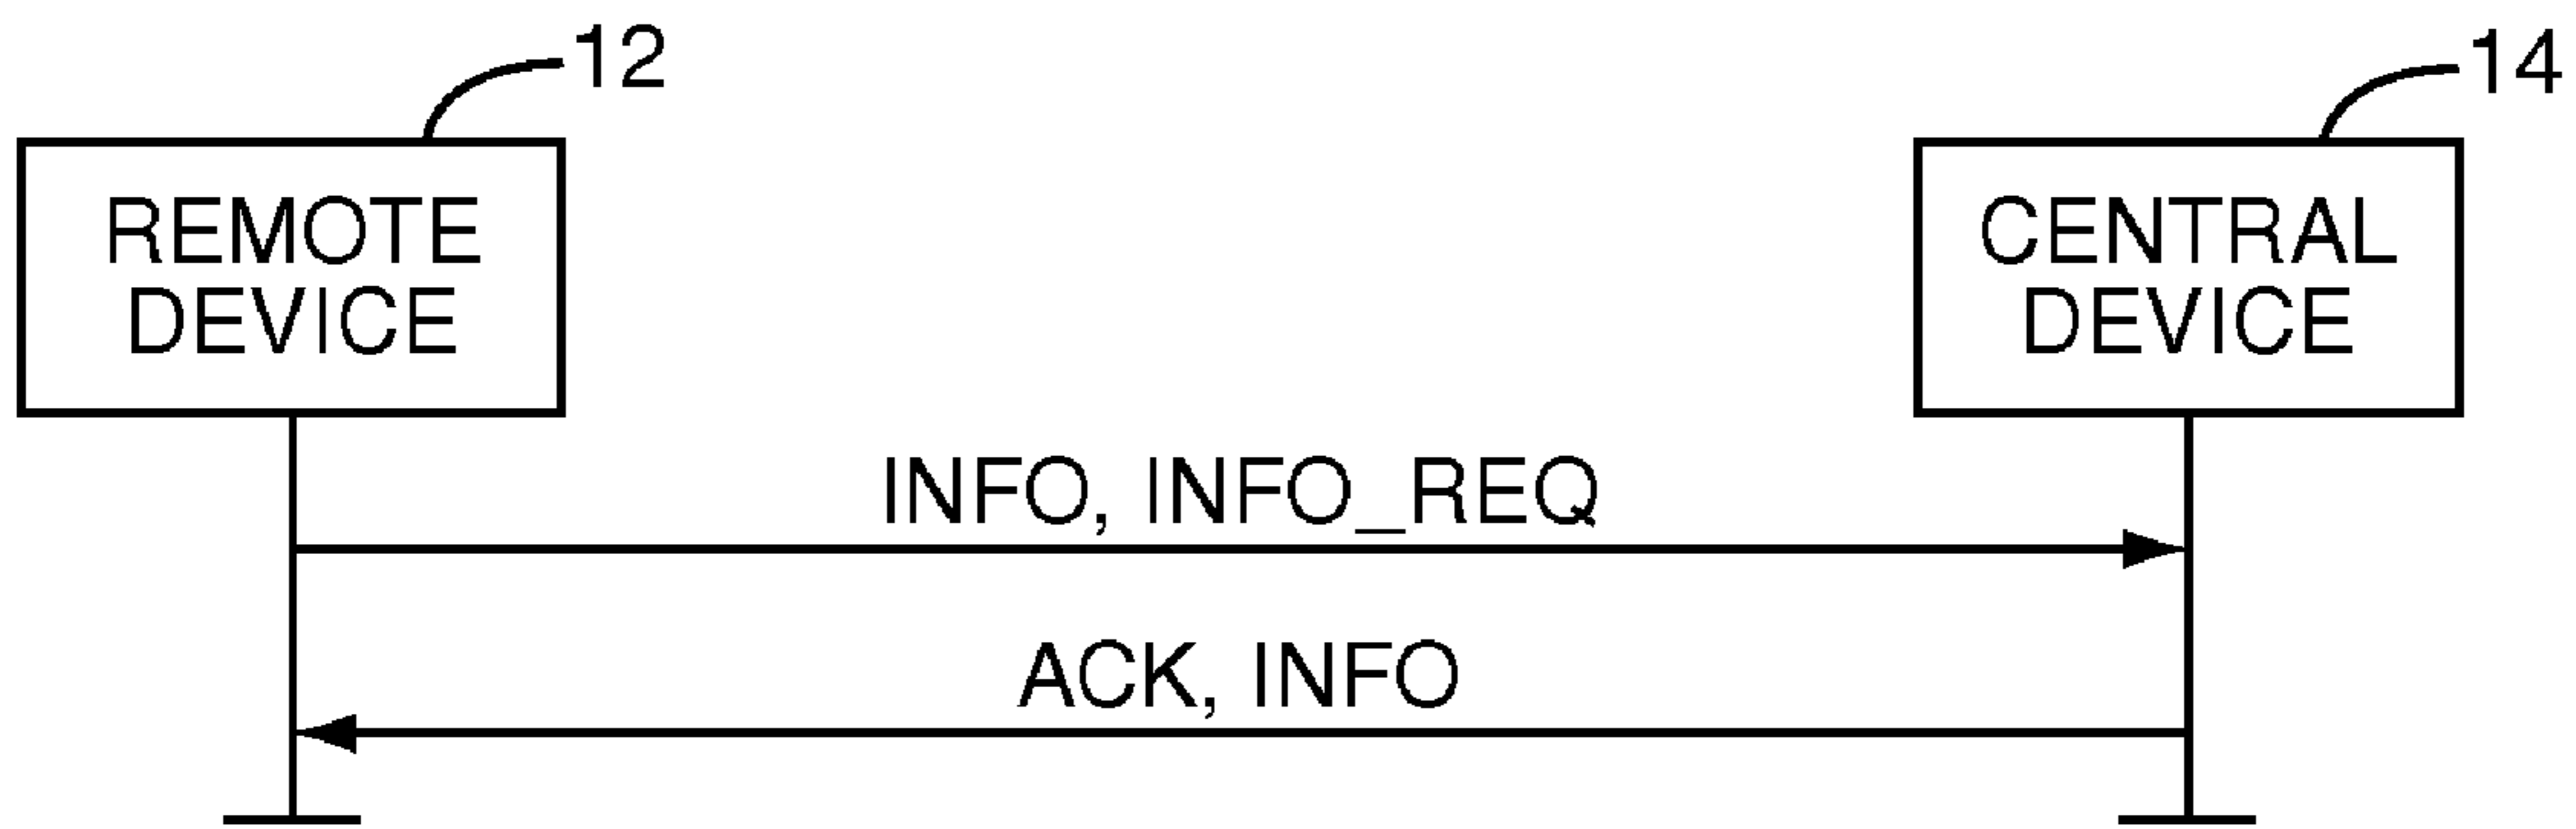 12
14
REMOTE
DEVICE
CENTRAL
DEVICE
INFO, INFO_REQ
ACK, INFO